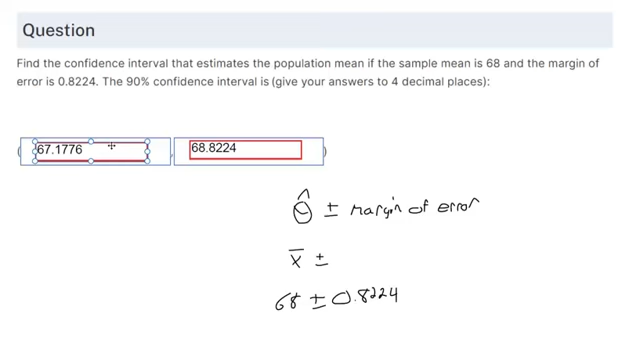 Question
Find the confidence interval that estimates the population mean if the sample mean is 68 and the margin of
error is 0.8224. The 90% confidence interval is (give your answers to 4 decimal places):
( 67.1776 , 68.8224 )
θ̂ ± margin of error
x̄ ±
68 ± 0.8224